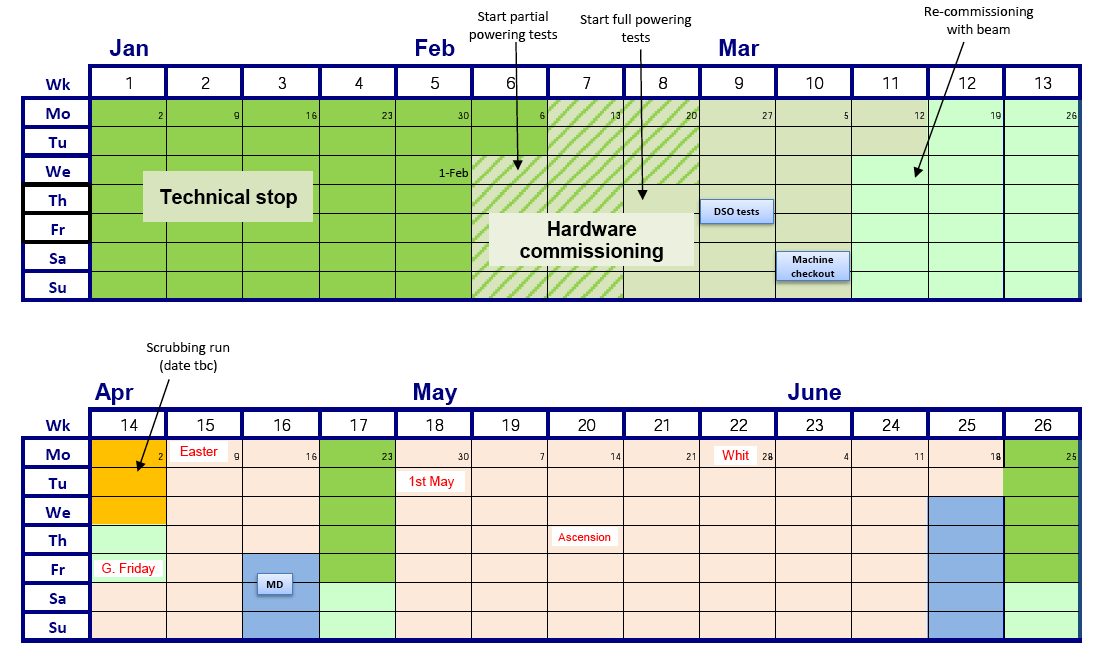 Start partial
powering tests
Start full powering
tests
Re-commissioning
with beam
Jan Feb Mar
Wk 1 2 3 4 5 6 7 8 9 10 11 12 13
Mo 2 9 16 23 30 6 13 20 27 5 12 19 26
Tu
We 1-Feb
Th
Technical stop
DSO tests
Fr
Hardware
commissioning
Sa
Machine
checkout
Su
Scrubbing run
(date tbc)
Apr May June
Wk 14 15 16 17 18 19 20 21 22 23 24 25 26
Mo 2 Easter 9 16 23 30 7 14 21 Whit 28 4 11 18 25
Tu 1st May
We
Th Ascension
Fr G. Friday
MD
Sa
Su